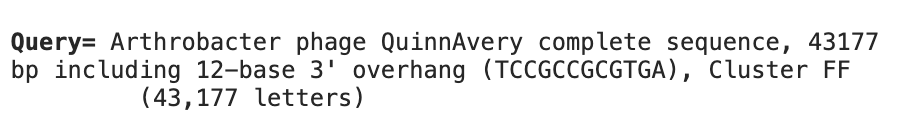 Query= Arthrobacter phage QuinnAvery complete sequence, 43177
bp including 12-base 3' overhang (TCCGCCGCGTGA), Cluster FF
(43,177 letters)